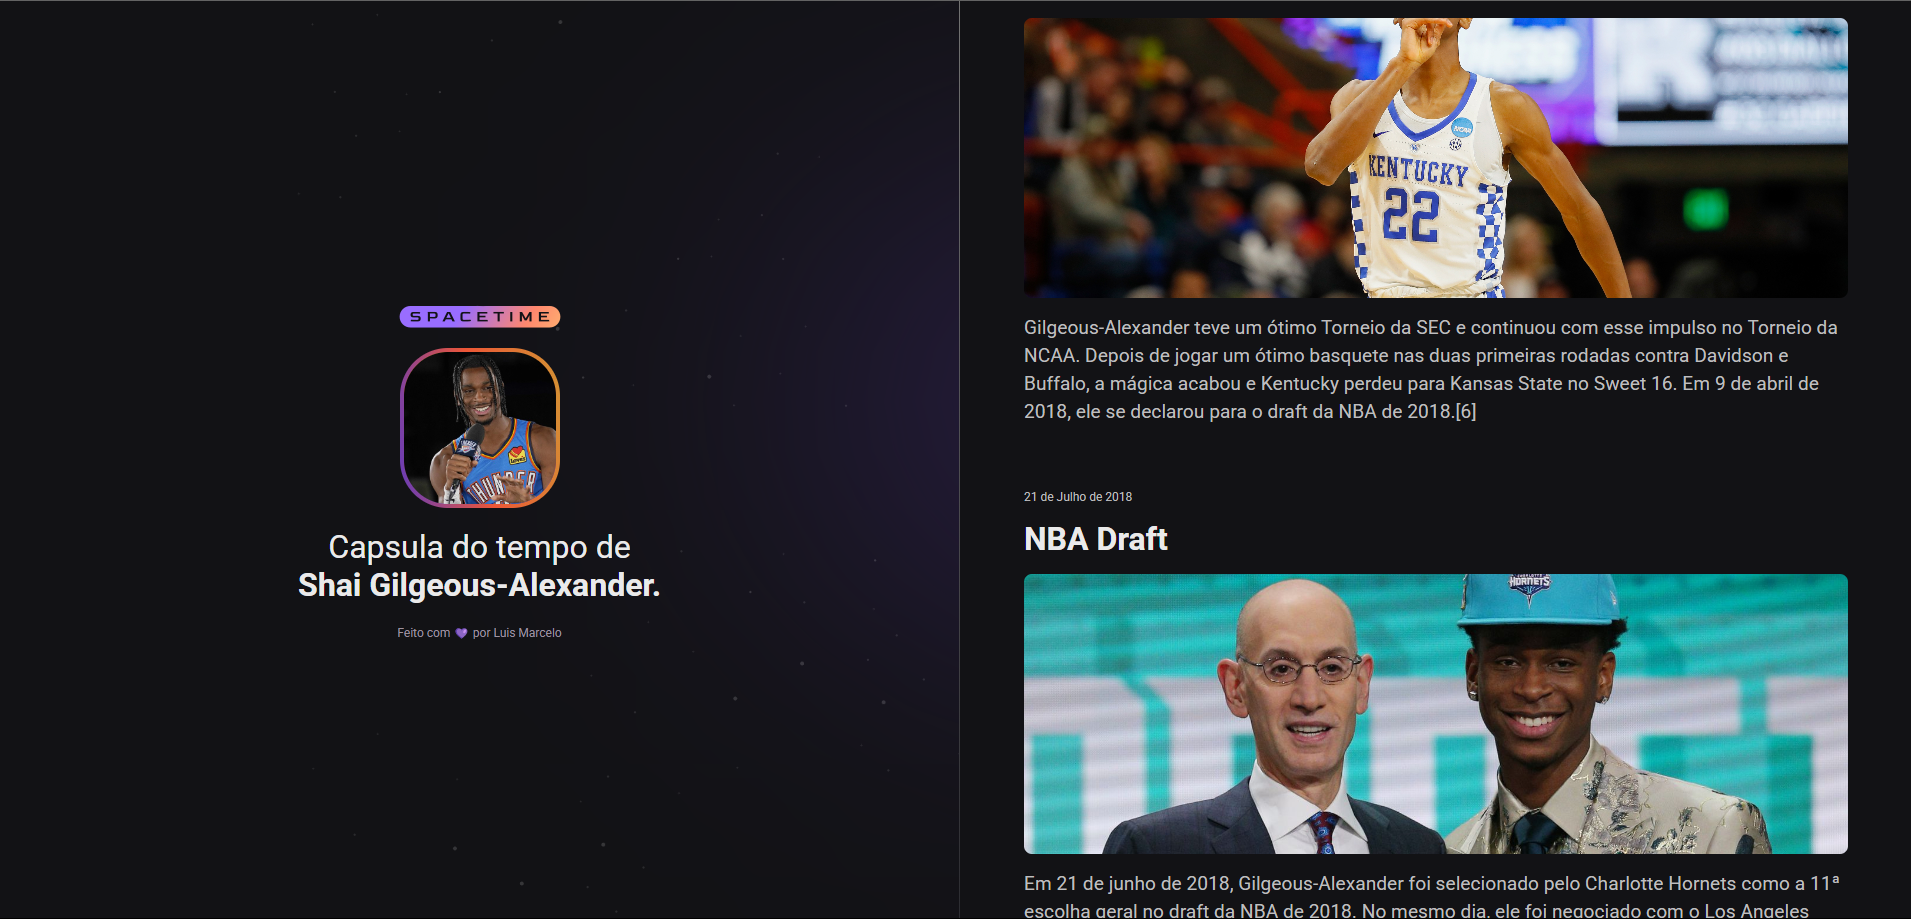 SPACETIME
THUNDER
Capsula do tempo de
Shai Gilgeous-Alexander.
Feito com 💜 por Luis Marcelo
NCAA
KENTUCKY
22
Gilgeous-Alexander teve um ótimo Torneio da SEC e continuou com esse impulso no Torneio da
NCAA. Depois de jogar um ótimo basquete nas duas primeiras rodadas contra Davidson e
Buffalo, a mágica acabou e Kentucky perdeu para Kansas State no Sweet 16. Em 9 de abril de
2018, ele se declarou para o draft da NBA de 2018.[6]
21 de Julho de 2018
NBA Draft
HORNETS
Em 21 de junho de 2018, Gilgeous-Alexander foi selecionado pelo Charlotte Hornets como a 11ª
escolha geral no draft da NBA de 2018. No mesmo dia, ele foi negociado com o Los Angeles